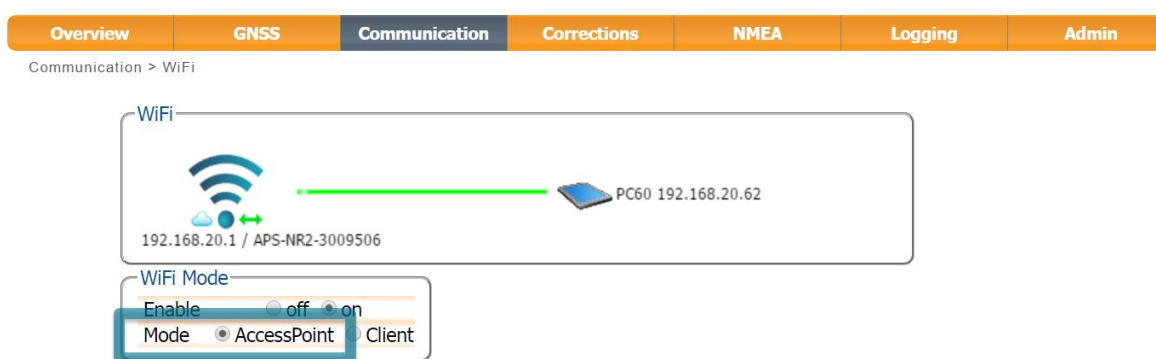 Overview GNSS Communication Corrections NMEA Logging Admin
Communication > WiFi
WiFi
PC60 192.168.20.62
192.168.20.1 / APS-NR2-3009506
WiFi Mode
Enable off on
Mode AccessPoint Client